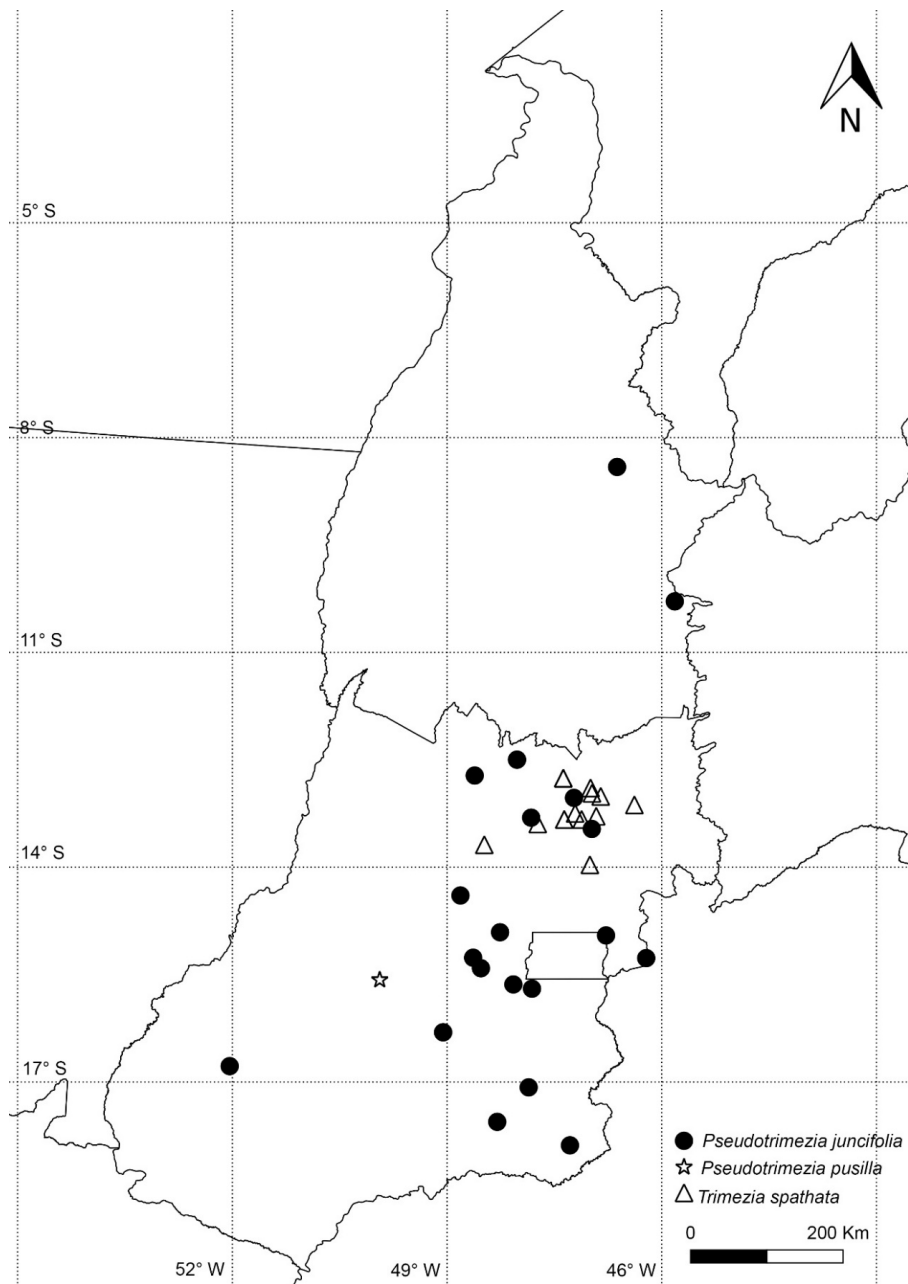 N
5° S
8° S
11° S
14° S
17° S
Pseudotrimezia juncifolia
Pseudotrimezia pusilla
Trimezia spathata
0 200 Km
52° W 49° W 46° W